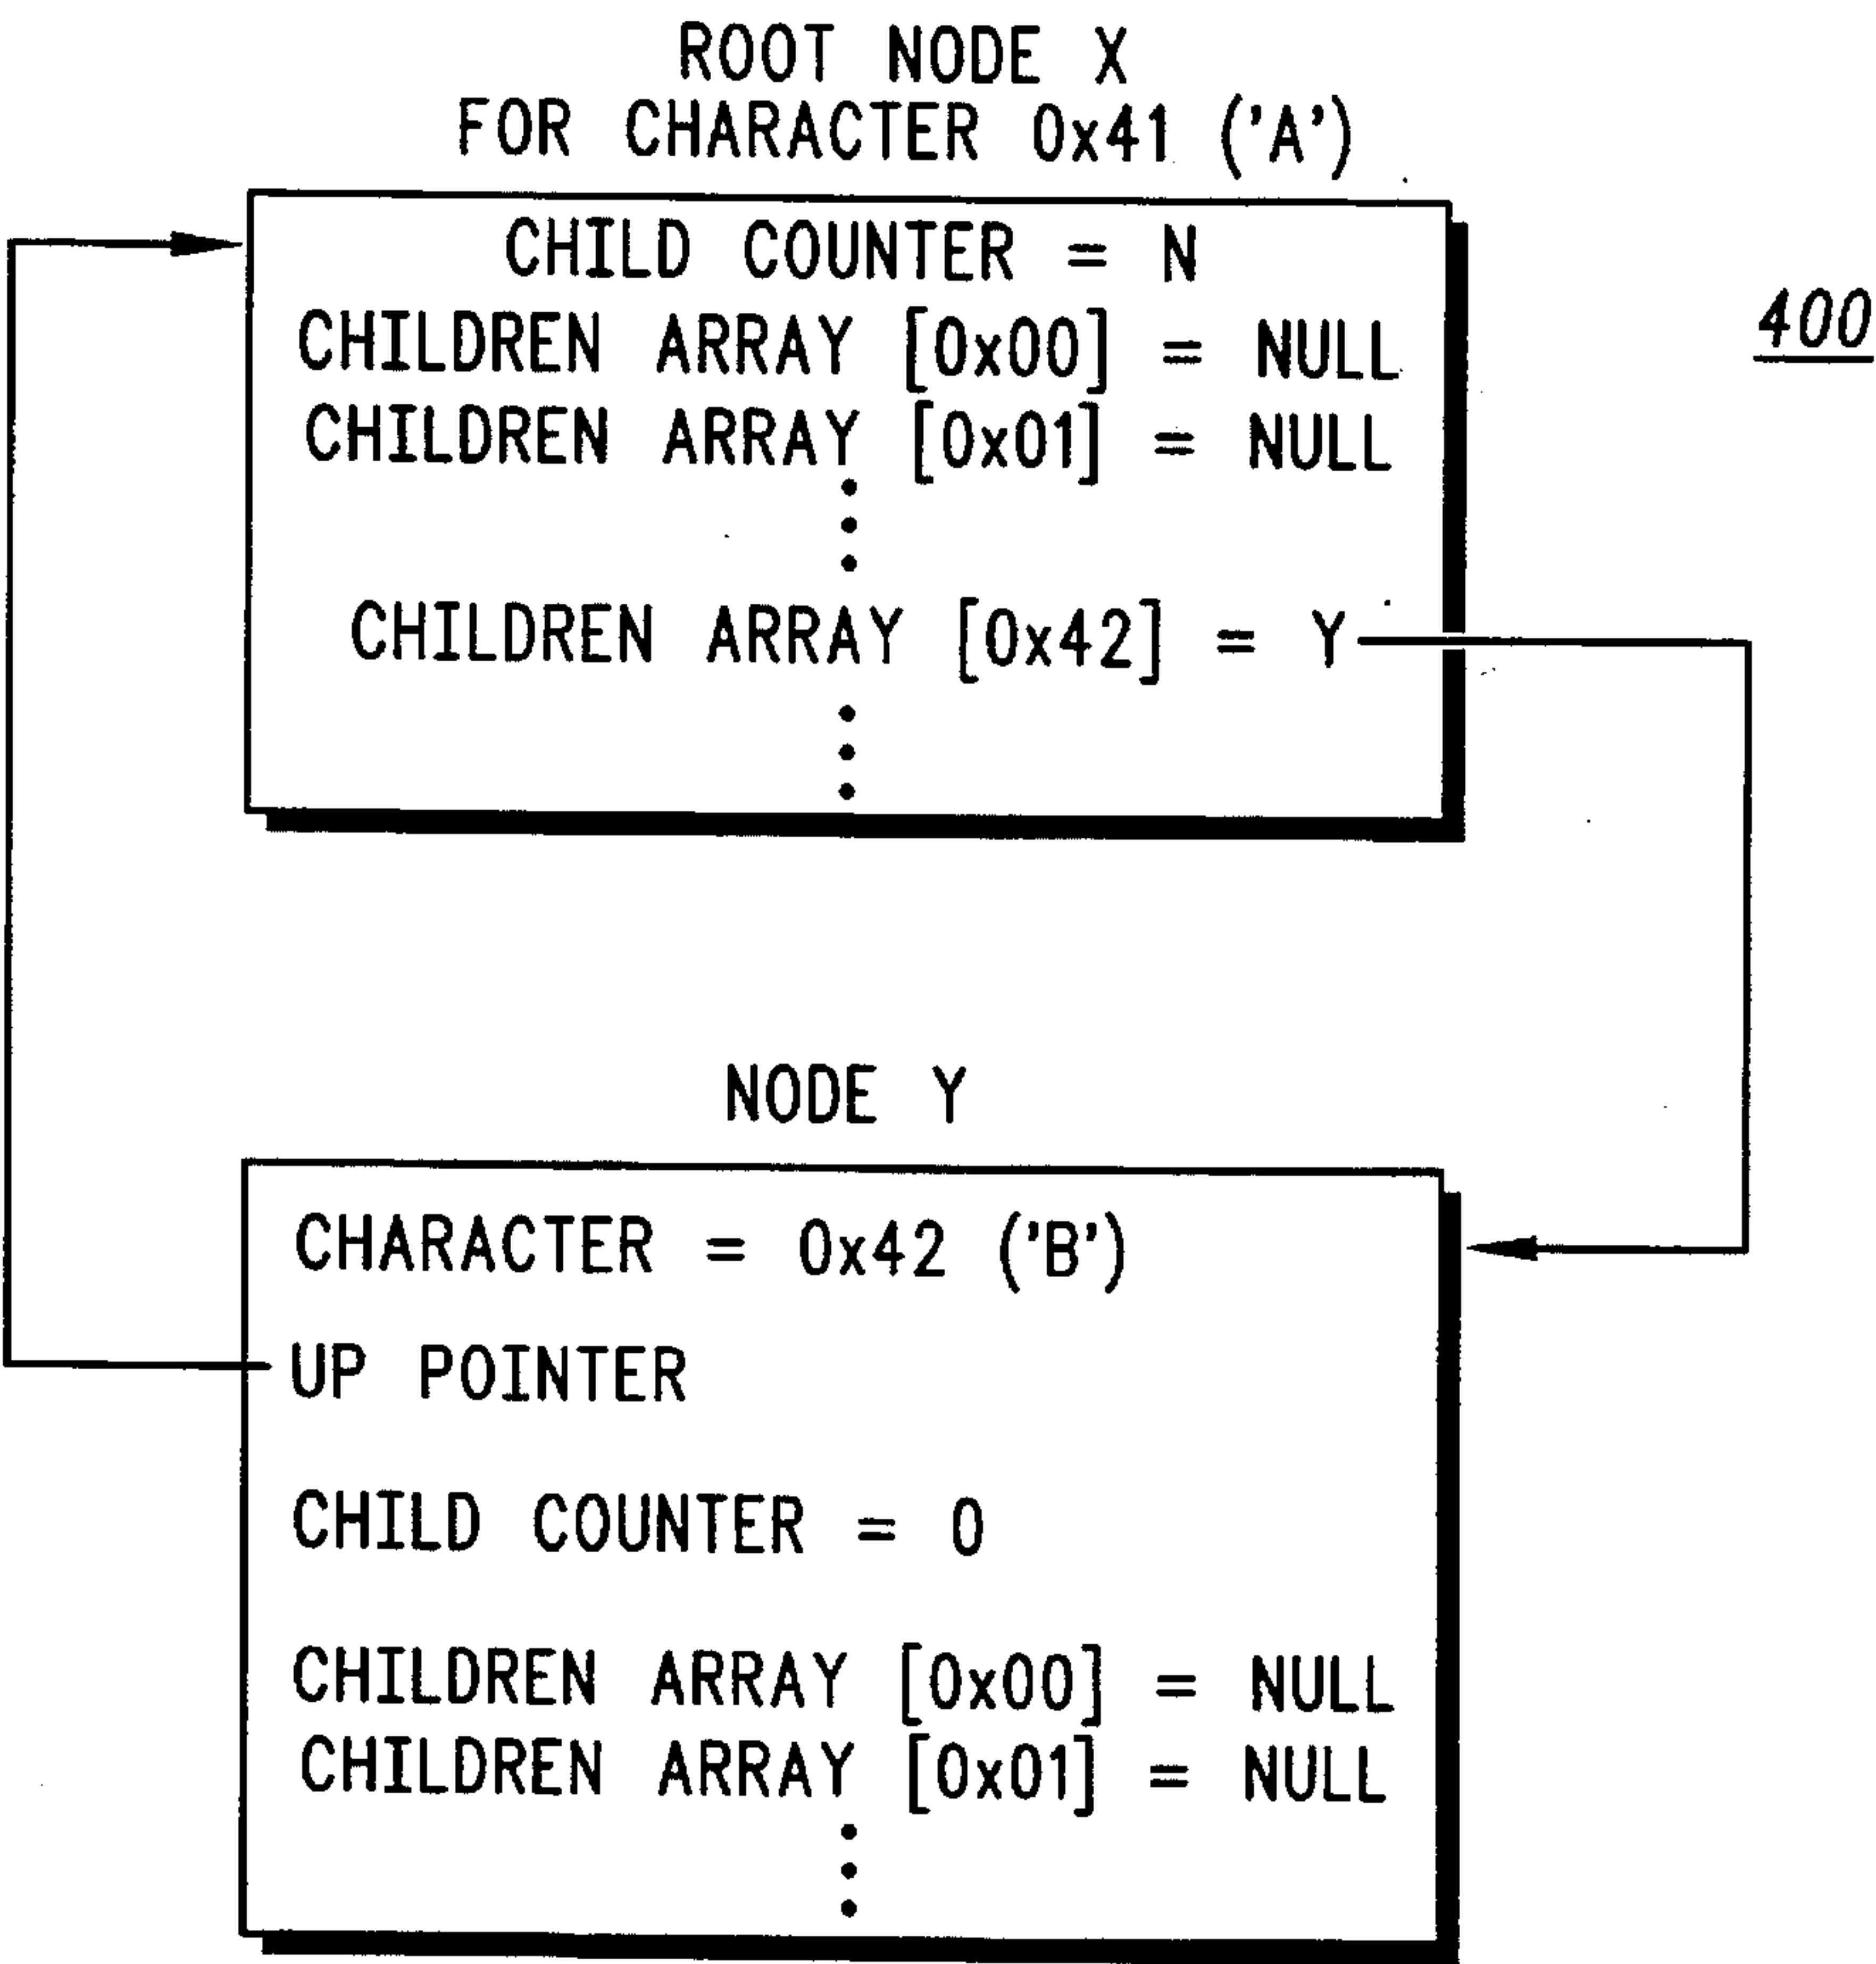 ROOT NODE X
FOR CHARACTER 0x41 ('A')
CHILD COUNTER = N
CHILDREN ARRAY [0x00] = NULL
400
CHILDREN ARRAY [0x01] = NULL
CHILDREN ARRAY [0x42] = Y
NODE Y
CHARACTER = 0x42 ('B')
UP POINTER
CHILD COUNTER = 0
CHILDREN ARRAY [0x00] = NULL
CHILDREN ARRAY [0x01] = NULL